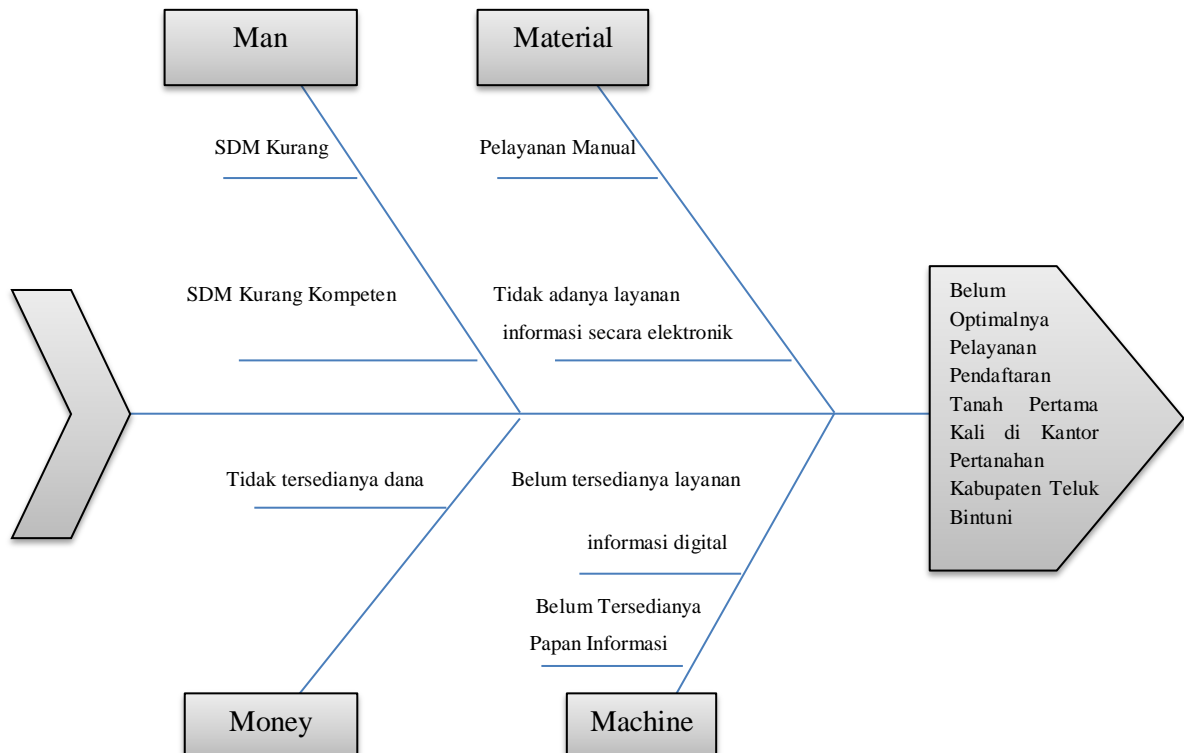 Man
Material
SDM Kurang
Pelayanan Manual
SDM Kurang Kompeten
Tidak adanya layanan
informasi secara elektronik
Belum
Optimalnya
Pelayanan
Pendaftaran
Tanah Pertama
Kali di Kantor
Pertanahan
Kabupaten Teluk
Bintuni
Tidak tersedianya dana
Belum tersedianya layanan
informasi digital
Belum Tersedianya
Papan Informasi
Money
Machine